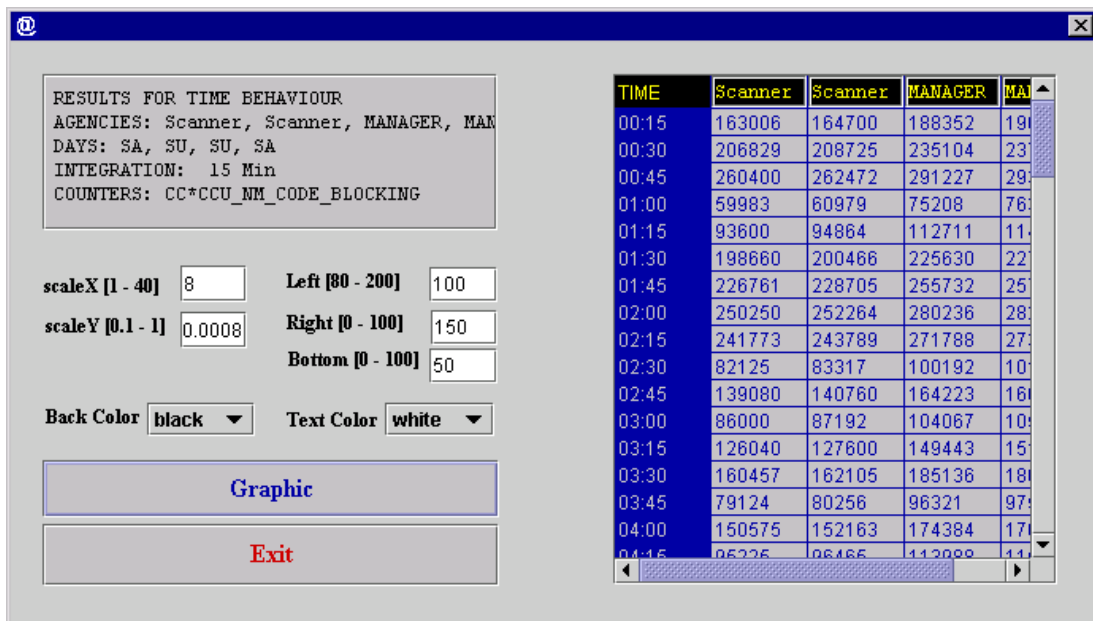 @
RESULTS FOR TIME BEHAVIOUR
AGENCIES: Scanner, Scanner, MANAGER, MAN
DAYS: SA, SU, SU, SA
INTEGRATION: 15 Min
COUNTERS: CC*CCU_NM_CODE_BLOCKING
scaleX [1 - 40] 8
scaleY [0.1 - 1] 0.0008
Left [80 - 200] 100
Right [0 - 100] 150
Bottom [0 - 100] 50
Back Color black
Text Color white
Graphic
Exit
TIME Scanner Scanner MANAGER
00:15 163006 164700 188352
00:30 206829 208725 235104
00:45 260400 262472 291227
01:00 59983 60979 75208
01:15 93600 94864 112711
01:30 198660 200466 225630
01:45 226761 228705 255732
02:00 250250 252264 280236
02:15 241773 243789 271788
02:30 82125 83317 100192
02:45 139080 140760 164223
03:00 86000 87192 104067
03:15 126040 127600 149443
03:30 160457 162105 185136
03:45 79124 80256 96321
04:00 150575 152163 174384